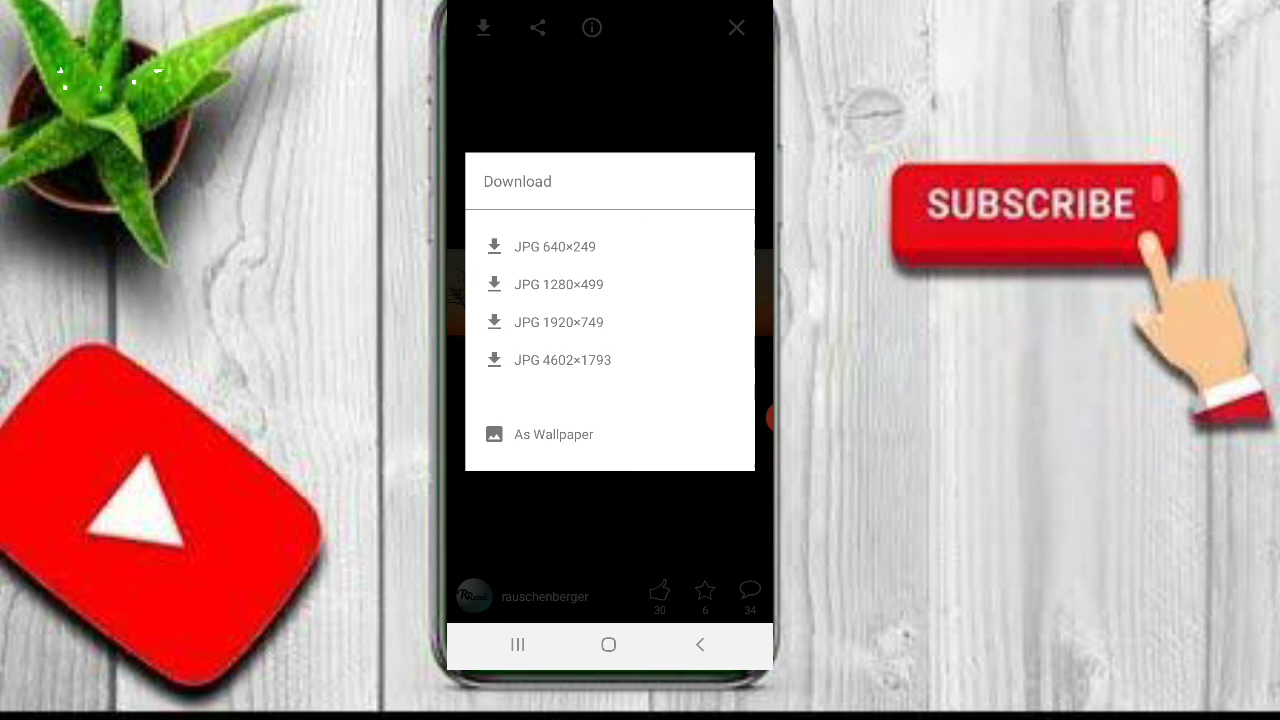 Download
JPG 640×249
JPG 1280×499
JPG 1920×749
JPG 4602×1793
As Wallpaper
SUBSCRIBE
rauschenberger
30
6
34